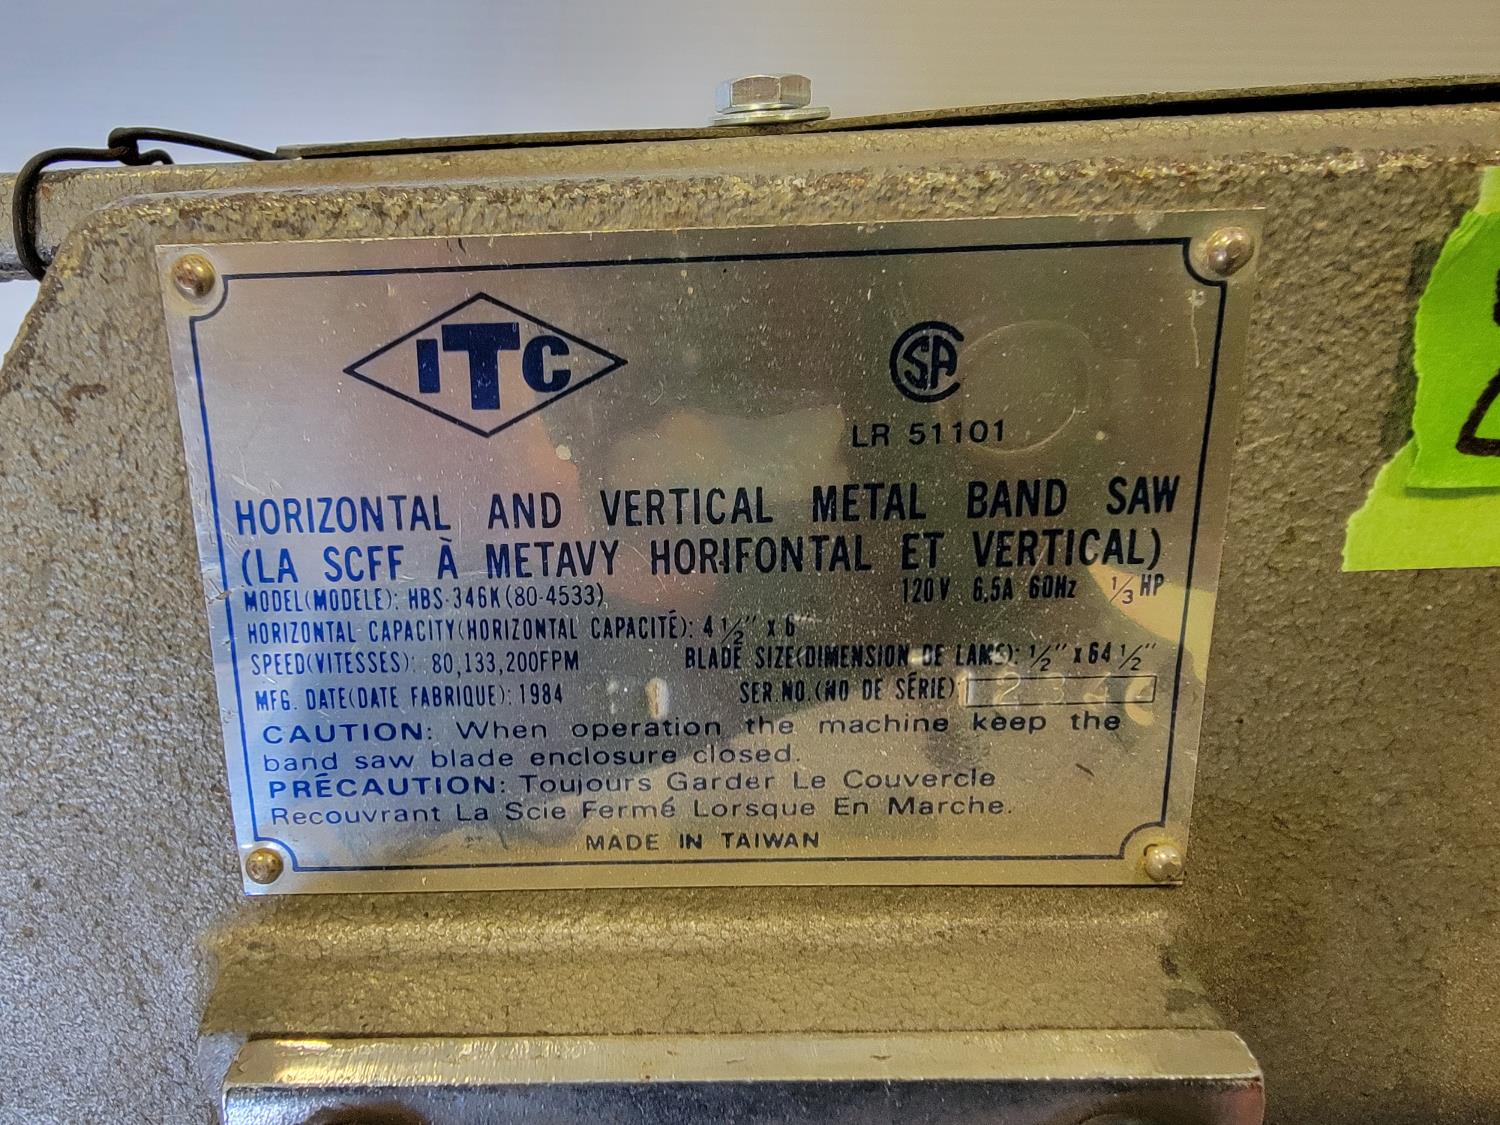 ITC
CSA
LR 51101
HORIZONTAL AND VERTICAL METAL BAND SAW
(LA SCFF À METAVY HORIFONTAL ET VERTICAL)
MODEL(MODELE): HBS-346K(80-4533) 120V 6.5A 60Hz 1/3 HP
HORIZONTAL CAPACITY(HORIZONTAL CAPACITÉ): 4 1/2" x 6"
SPEED(VITESSES): 80,133,200FPM BLADE SIZE(DIMENSION DE LAMS): 1/2" x 64 1/2"
MFG. DATE(DATE FABRIQUE): 1984 SER.NO.(NO DE SÉRIE)
CAUTION: When operation the machine keep the
band saw blade enclosure closed.
PRÉCAUTION: Toujours Garder Le Couvercle
Recouvrant La Scie Fermé Lorsque En Marche.
MADE IN TAIWAN